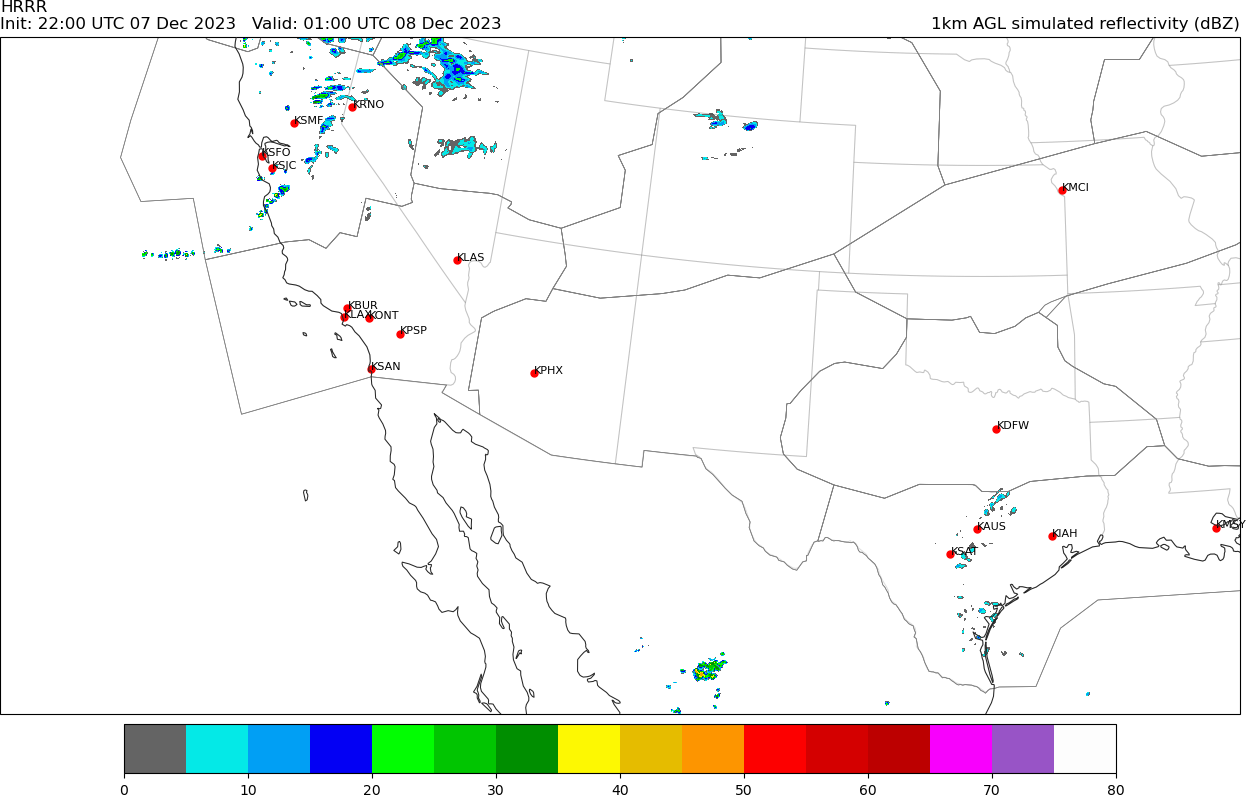 HRRR
Init: 22:00 UTC 07 Dec 2023   Valid: 01:00 UTC 08 Dec 2023
1km AGL simulated reflectivity (dBZ)
KRNO
KSMF
KSFO
KSJC
KMCI
KLAS
KBUR
KLAX
KONT
KPSP
KSAN
KPHX
KDFW
KAUS
KMSY
KIAH
KSAT
0 10 20 30 40 50 60 70 80